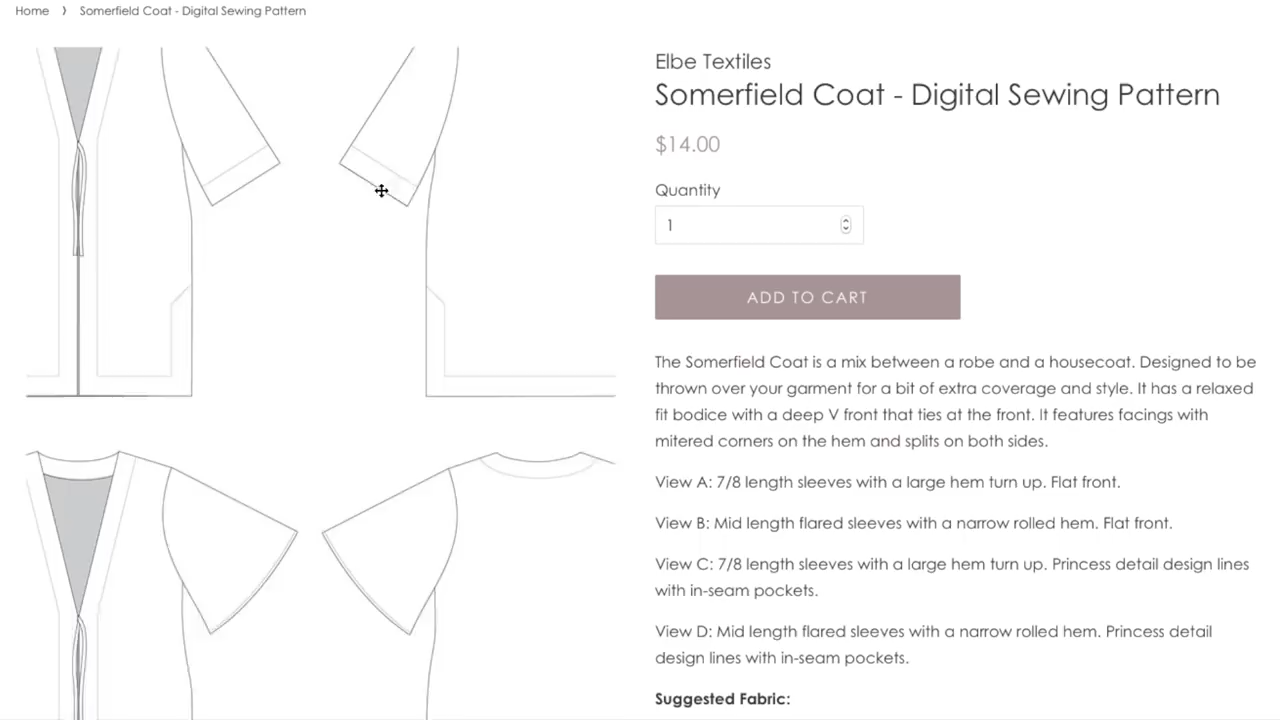 Home 〉 Somerfield Coat - Digital Sewing Pattern
Elbe Textiles
Somerfield Coat - Digital Sewing Pattern
$14.00
Quantity
1
ADD TO CART
The Somerfield Coat is a mix between a robe and a housecoat. Designed to be
thrown over your garment for a bit of extra coverage and style. It has a relaxed
fit bodice with a deep V front that ties at the front. It features facings with
mitered corners on the hem and splits on both sides.
View A: 7/8 length sleeves with a large hem turn up. Flat front.
View B: Mid length flared sleeves with a narrow rolled hem. Flat front.
View C: 7/8 length sleeves with a large hem turn up. Princess detail design lines
with in-seam pockets.
View D: Mid length flared sleeves with a narrow rolled hem. Princess detail
design lines with in-seam pockets.
Suggested Fabric: